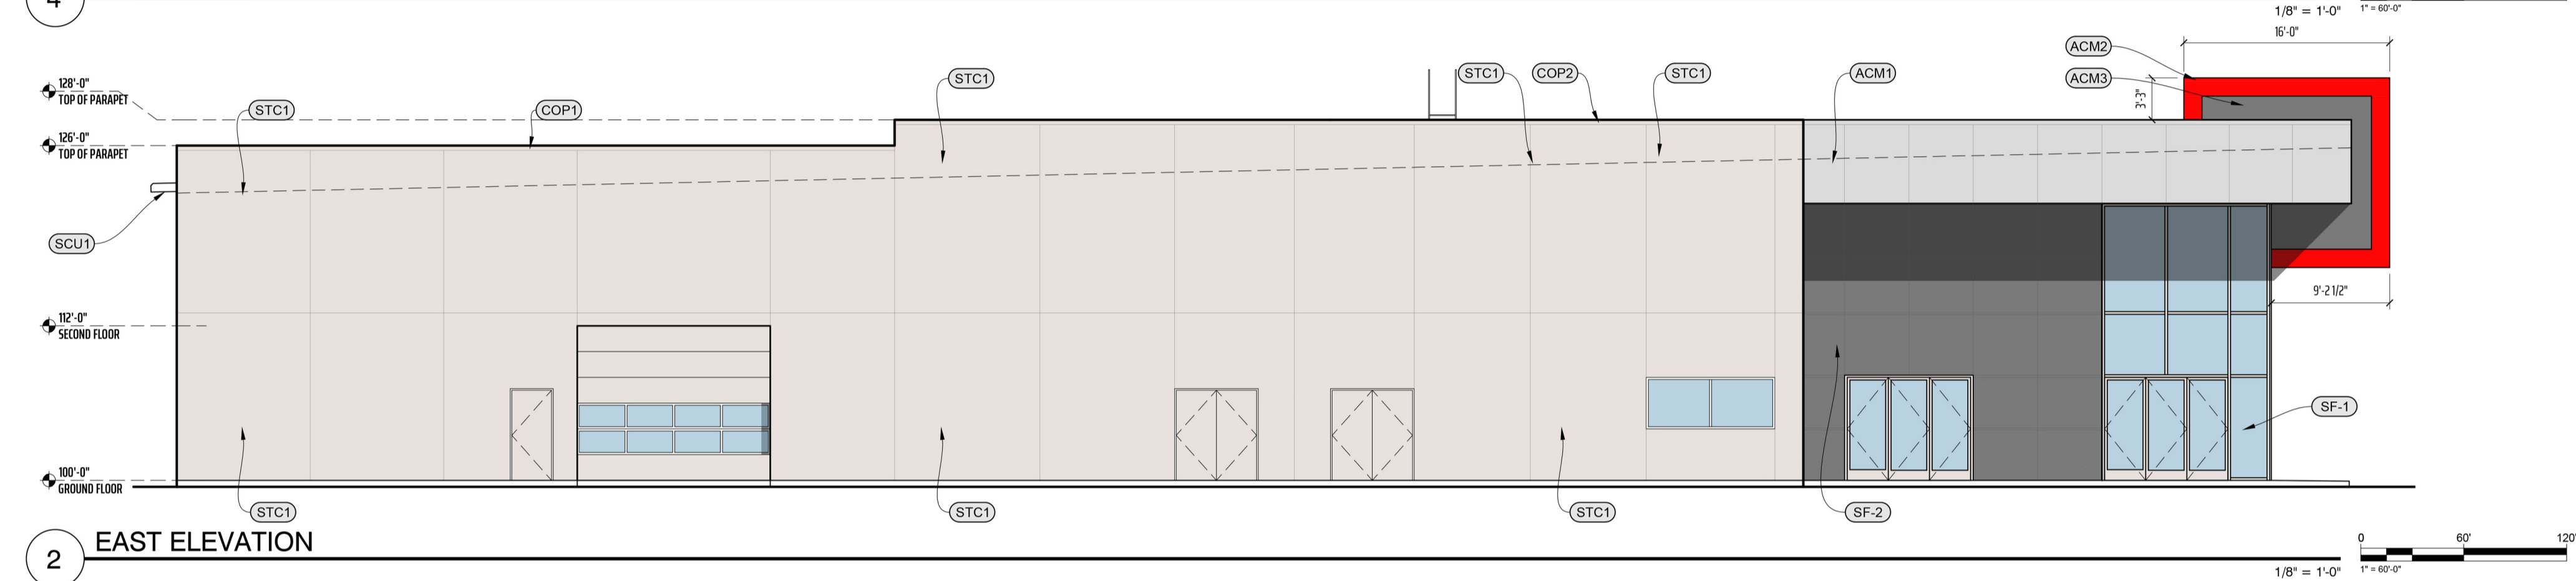 4
1/8" = 1'-0"
1" = 60'-0"
16'-0"
ACM2
ACM3
3'-3"
STC1
STC1
COP2
STC1
ACM1
128'-0"
TOP OF PARAPET
STC1
COP1
126'-0"
TOP OF PARAPET
SCU1
9'-2 1/2"
112'-0"
SECOND FLOOR
SF-1
100'-0"
GROUND FLOOR
STC1
STC1
STC1
SF-2
2
EAST ELEVATION
0 60' 120'
1/8" = 1'-0"
1" = 60'-0"